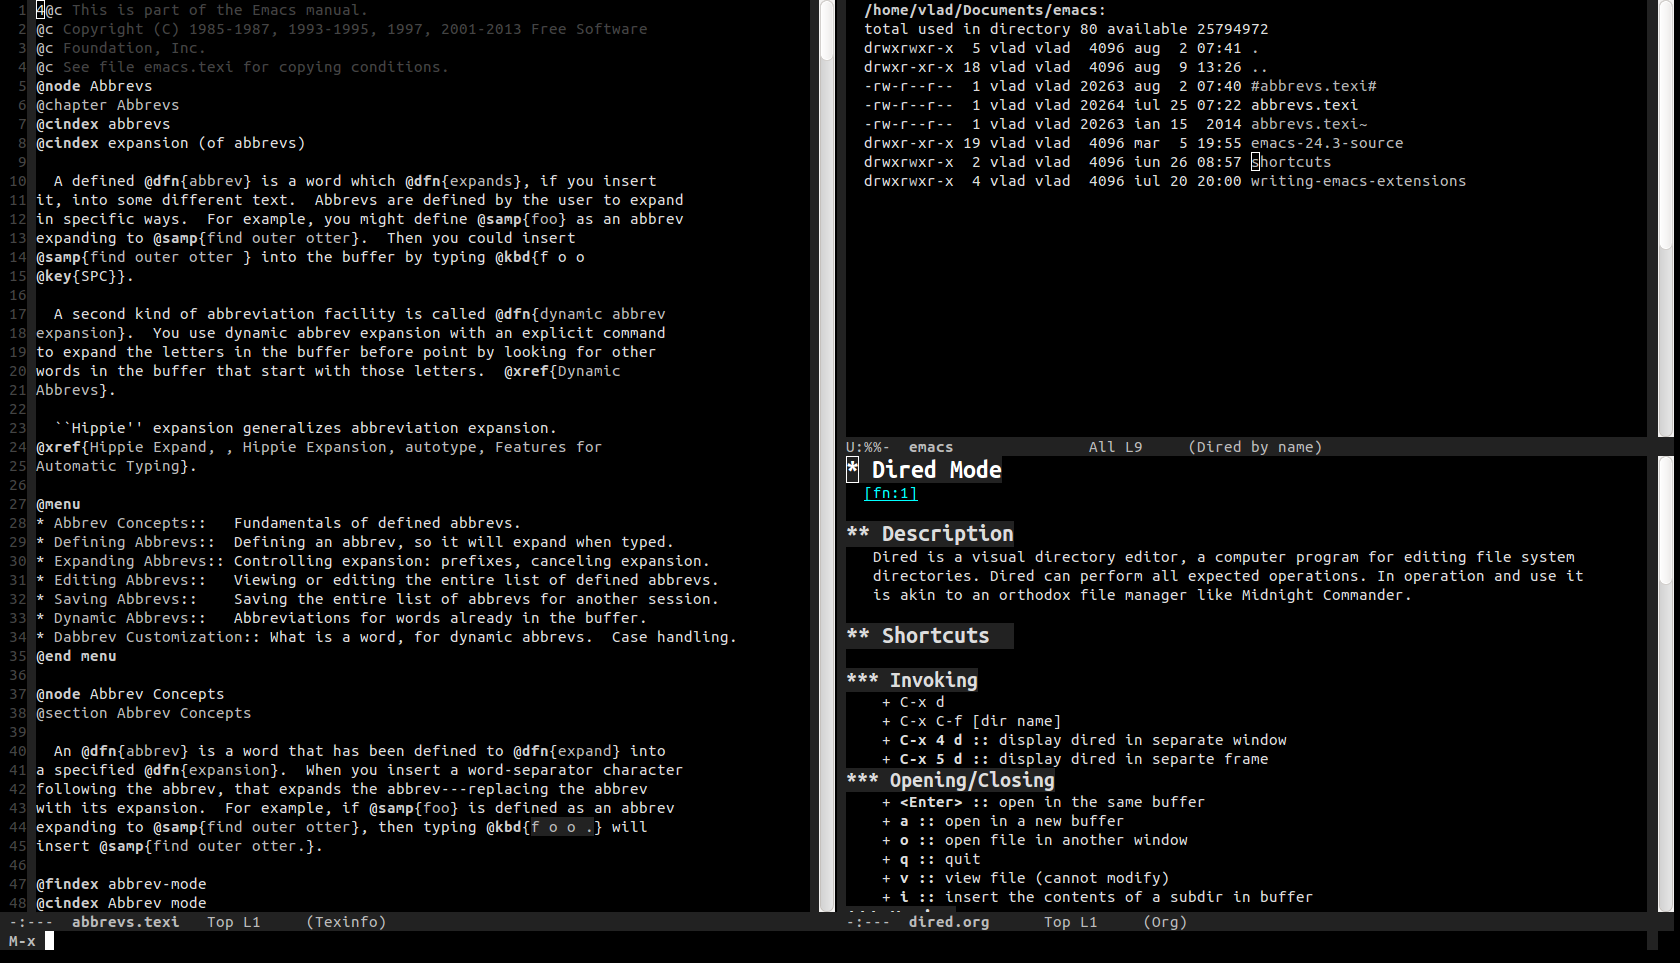 1 4@c This is part of the Emacs manual.
2 @c Copyright (C) 1985-1987, 1993-1995, 1997, 2001-2013 Free Software
3 @c Foundation, Inc.
4 @c See file emacs.texi for copying conditions.
5 @node Abbrevs
6 @chapter Abbrevs
7 @cindex abbrevs
8 @cindex expansion (of abbrevs)
9
10   A defined @dfn{abbrev} is a word which @dfn{expands}, if you insert
11 it, into some different text.  Abbrevs are defined by the user to expand
12 in specific ways.  For example, you might define @samp{foo} as an abbrev
13 expanding to @samp{find outer otter}.  Then you could insert
14 @samp{find outer otter } into the buffer by typing @kbd{f o o
15 @key{SPC}}.
16
17   A second kind of abbreviation facility is called @dfn{dynamic abbrev
18 expansion}.  You use dynamic abbrev expansion with an explicit command
19 to expand the letters in the buffer before point by looking for other
20 words in the buffer that start with those letters.  @xref{Dynamic
21 Abbrevs}.
22
23   ``Hippie'' expansion generalizes abbreviation expansion.
24 @xref{Hippie Expand, , Hippie Expansion, autotype, Features for
25 Automatic Typing}.
26
27 @menu
28 * Abbrev Concepts::   Fundamentals of defined abbrevs.
29 * Defining Abbrevs::  Defining an abbrev, so it will expand when typed.
30 * Expanding Abbrevs:: Controlling expansion: prefixes, canceling expansion.
31 * Editing Abbrevs::   Viewing or editing the entire list of defined abbrevs.
32 * Saving Abbrevs::    Saving the entire list of abbrevs for another session.
33 * Dynamic Abbrevs::   Abbreviations for words already in the buffer.
34 * Dabbrev Customization:: What is a word, for dynamic abbrevs.  Case handling.
35 @end menu
36
37 @node Abbrev Concepts
38 @section Abbrev Concepts
39
40   An @dfn{abbrev} is a word that has been defined to @dfn{expand} into
41 a specified @dfn{expansion}.  When you insert a word-separator character
42 following the abbrev, that expands the abbrev---replacing the abbrev
43 with its expansion.  For example, if @samp{foo} is defined as an abbrev
44 expanding to @samp{find outer otter}, then typing @kbd{f o o .} will
45 insert @samp{find outer otter.}.
46
47 @findex abbrev-mode
48 @cindex Abbrev mode
-:---  abbrevs.texi   Top L1     (Texinfo)
M-x
/home/vlad/Documents/emacs:
total used in directory 80 available 25794972
drwxrwxr-x  5 vlad vlad  4096 aug  2 07:41 .
drwxr-xr-x 18 vlad vlad  4096 aug  9 13:26 ..
-rw-r--r--  1 vlad vlad 20263 aug  2 07:40 #abbrevs.texi#
-rw-r--r--  1 vlad vlad 20264 iul 25 07:22 abbrevs.texi
-rw-r--r--  1 vlad vlad 20263 ian 15  2014 abbrevs.texi~
drwxr-xr-x 19 vlad vlad  4096 mar  5 19:55 emacs-24.3-source
drwxrwxr-x  2 vlad vlad  4096 iun 26 08:57 shortcuts
drwxrwxr-x  4 vlad vlad  4096 iul 20 20:00 writing-emacs-extensions
U:%%-  emacs               All L9     (Dired by name)
* Dired Mode
[fn:1]
** Description
Dired is a visual directory editor, a computer program for editing file system
directories. Dired can perform all expected operations. In operation and use it
is akin to an orthodox file manager like Midnight Commander.
** Shortcuts
*** Invoking
+ C-x d
+ C-x C-f [dir name]
+ C-x 4 d :: display dired in separate window
+ C-x 5 d :: display dired in separte frame
*** Opening/Closing
+ <Enter> :: open in the same buffer
+ a :: open in a new buffer
+ o :: open file in another window
+ q :: quit
+ v :: view file (cannot modify)
+ i :: insert the contents of a subdir in buffer
-:---  dired.org      Top L1     (Org)